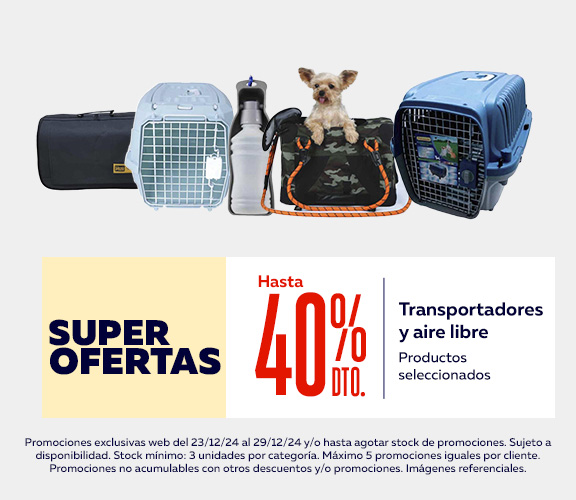 SUPER
OFERTAS
Hasta
40% DTO.
Transportadores
y aire libre
Productos
seleccionados
Promociones exclusivas web del 23/12/24 al 29/12/24 y/o hasta agotar stock de promociones. Sujeto a
disponibilidad. Stock mínimo: 3 unidades por categoría. Máximo 5 promociones iguales por cliente.
Promociones no acumulables con otros descuentos y/o promociones. Imágenes referenciales.